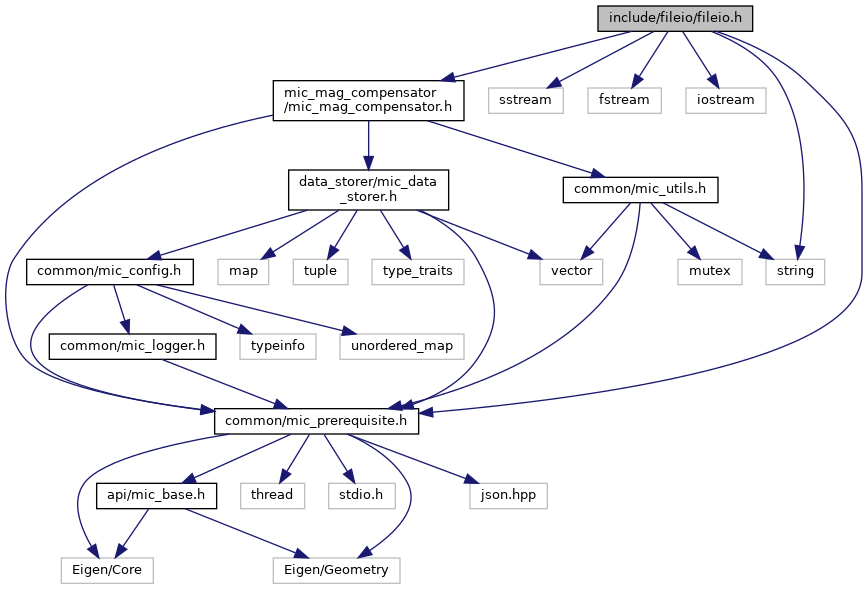 include/fileio/fileio.h
mic_mag_compensator
/mic_mag_compensator.h
sstream
fstream
iostream
data_storer/mic_data
_storer.h
common/mic_utils.h
common/mic_config.h
map
tuple
type_traits
vector
mutex
string
common/mic_logger.h
typeinfo
unordered_map
common/mic_prerequisite.h
api/mic_base.h
thread
stdio.h
json.hpp
Eigen/Core
Eigen/Geometry